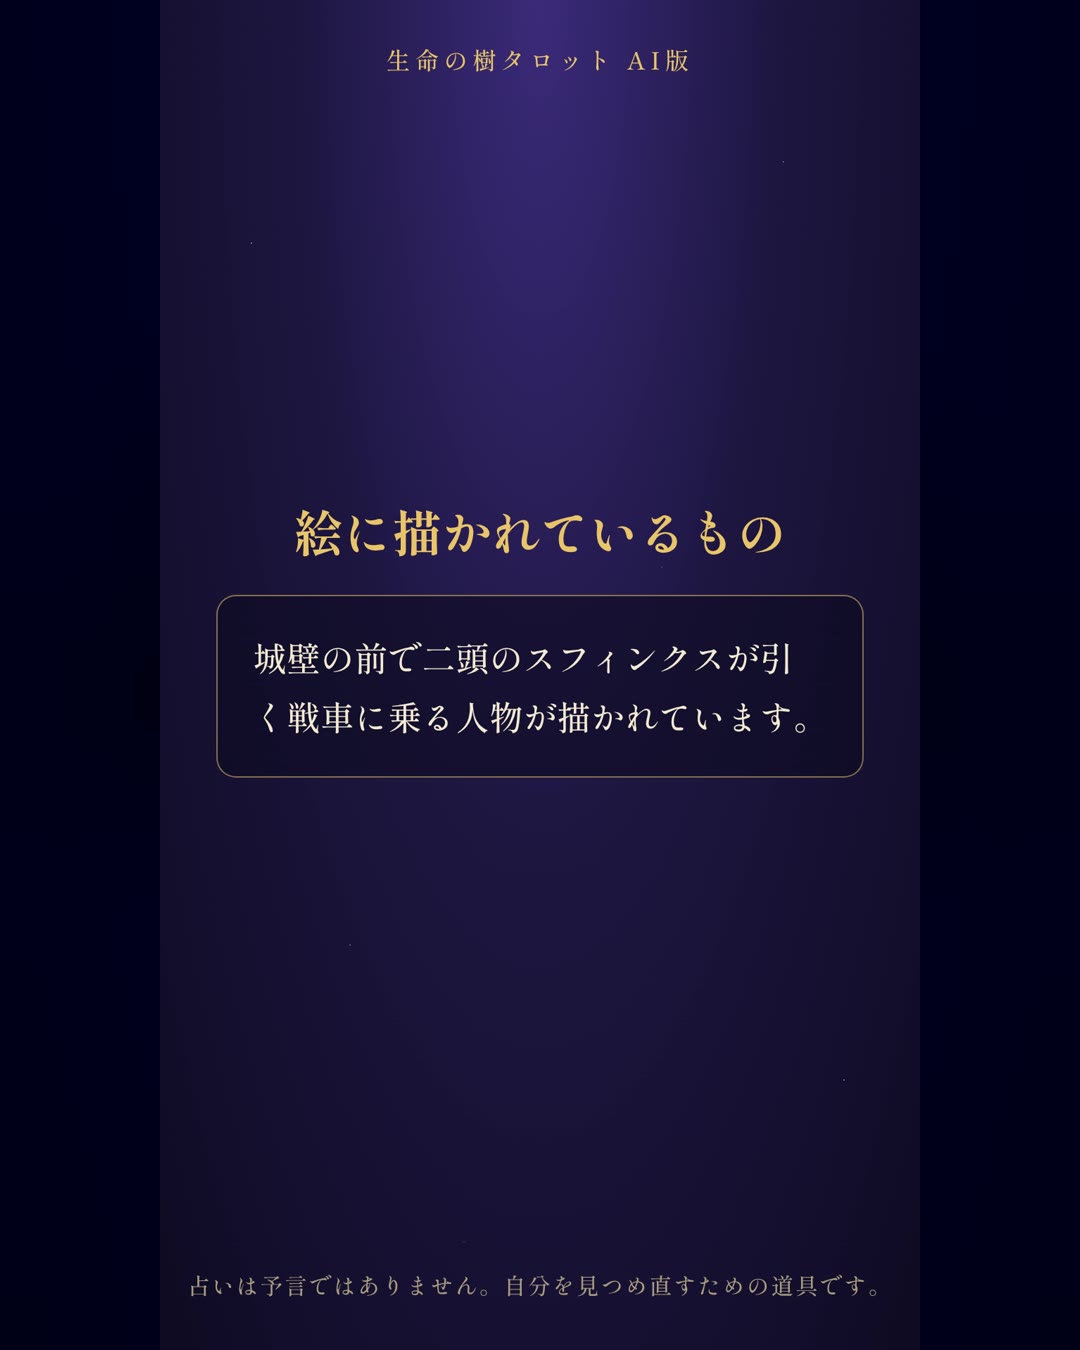 生命の樹タロット AI版
絵に描かれているもの
城壁の前で二頭のスフィンクスが引
く戦車に乗る人物が描かれています。
占いは予言ではありません。自分を見つめ直すための道具です。